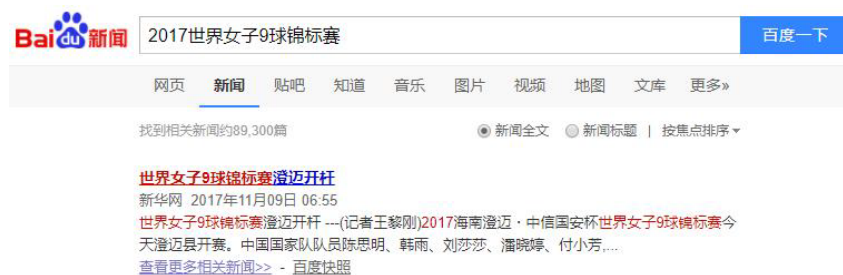 Bai du 新闻 2017世界女子9球锦标赛 百度一下
网页 新闻 贴吧 知道 音乐 图片 视频 地图 文库 更多»
找到相关新闻约89,300篇 新闻全文 新闻标题 | 按焦点排序
世界女子9球锦标赛澄迈开杆
新华网 2017年11月09日 06:55
世界女子9球锦标赛澄迈开杆 ---(记者王黎刚)2017海南澄迈·中信国安杯世界女子9球锦标赛今
天澄迈县开赛。中国国家队队员陈思明、韩雨、刘莎莎、潘晓婷、付小芳,...
查看更多相关新闻>> - 百度快照